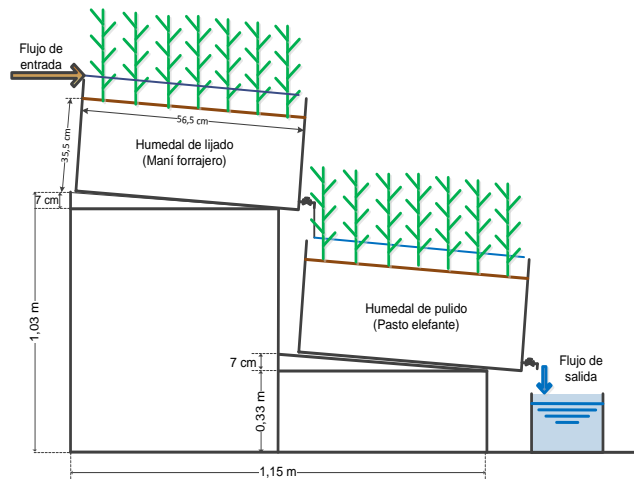 Flujo de
entrada
56,5 cm
35,5 cm
Humedal de lijado
(Maní forrajero)
7 cm
1,03 m
Humedal de pulido
(Pasto elefante)
7 cm
0,33 m
Flujo de
salida
1,15 m